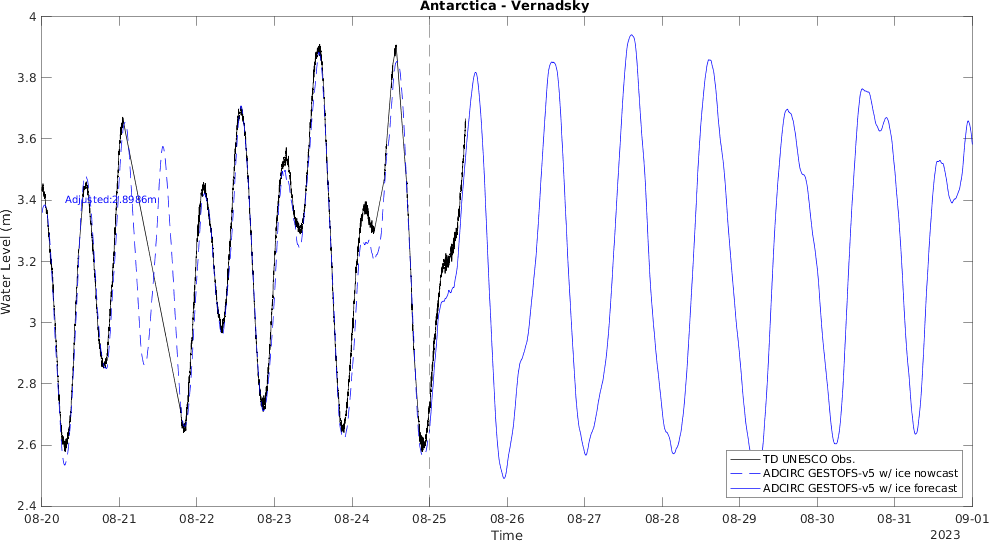 Antarctica - Vernadsky
Water Level (m)
4
3.8
3.6
3.4
3.2
3
2.8
2.6
2.4
Adjusted:2.8986m
TD UNESCO Obs.
ADCIRC GESTOFS-v5 w/ ice nowcast
ADCIRC GESTOFS-v5 w/ ice forecast
08-20 08-21 08-22 08-23 08-24 08-25 08-26 08-27 08-28 08-29 08-30 08-31 09-01
Time
2023